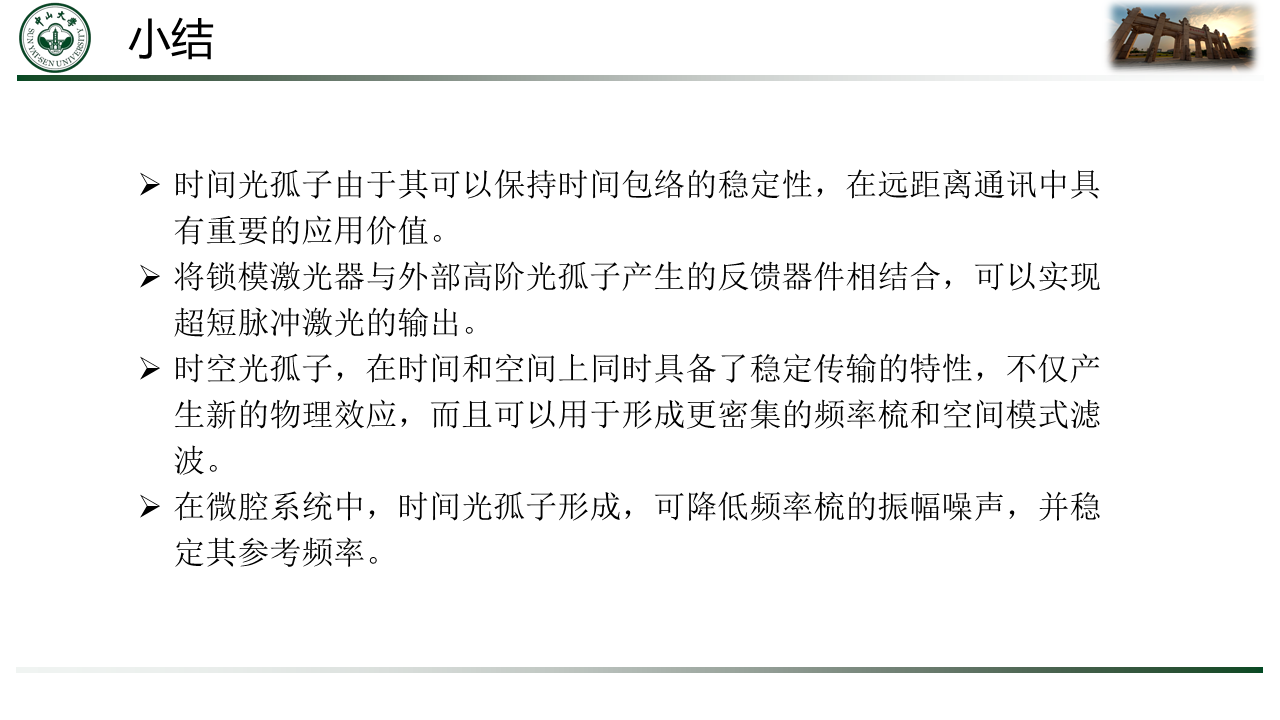 中山大学
SUN YAT-SEN UNIVERSITY
小结
时间光孤子由于其可以保持时间包络的稳定性，在远距离通讯中具
有重要的应用价值。
将锁模激光器与外部高阶光孤子产生的反馈器件相结合，可以实现
超短脉冲激光的输出。
时空光孤子，在时间和空间上同时具备了稳定传输的特性，不仅产
生新的物理效应，而且可以用于形成更密集的频率梳和空间模式滤
波。
在微腔系统中，时间光孤子形成，可降低频率梳的振幅噪声，并稳
定其参考频率。